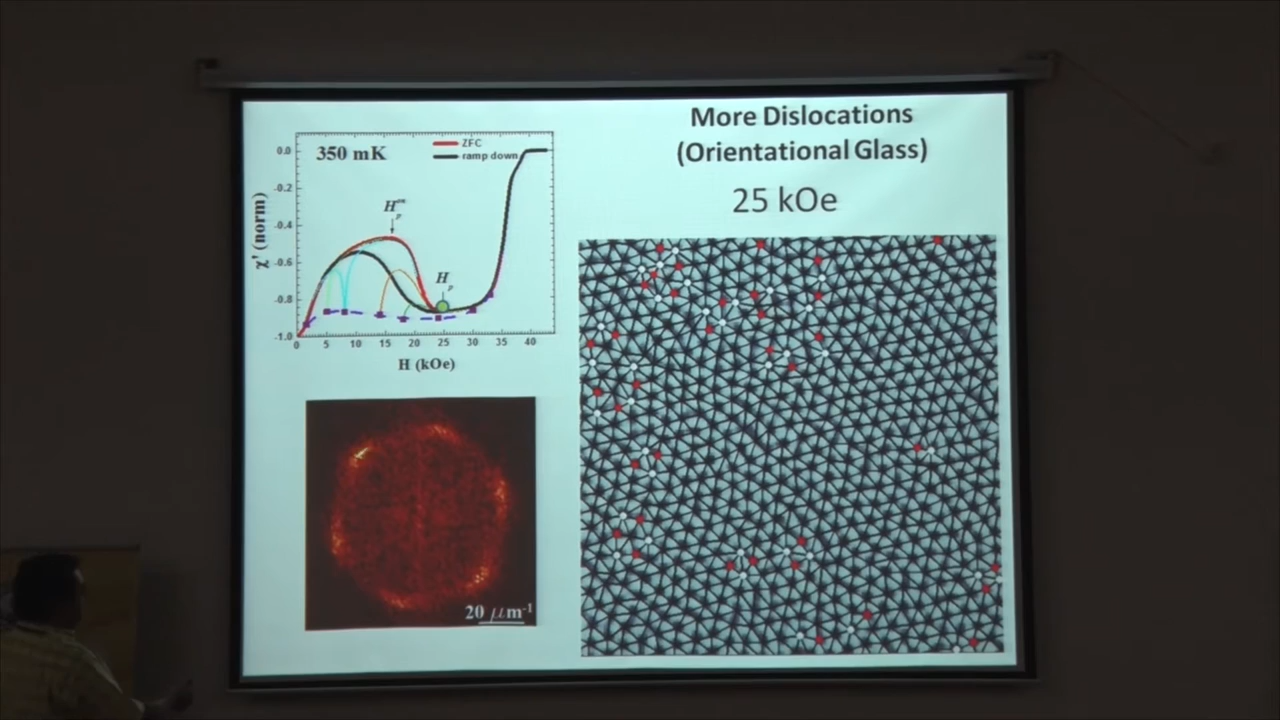 More Dislocations
(Orientational Glass)
25 kOe
350 mK
ZFC
ramp down
χ' (norm)
0.0
-0.2
-0.4
-0.6
-0.8
-1.0
H
p
H
p
0 5 10 15 20 25 30 35 40
H (kOe)
20 μm-1